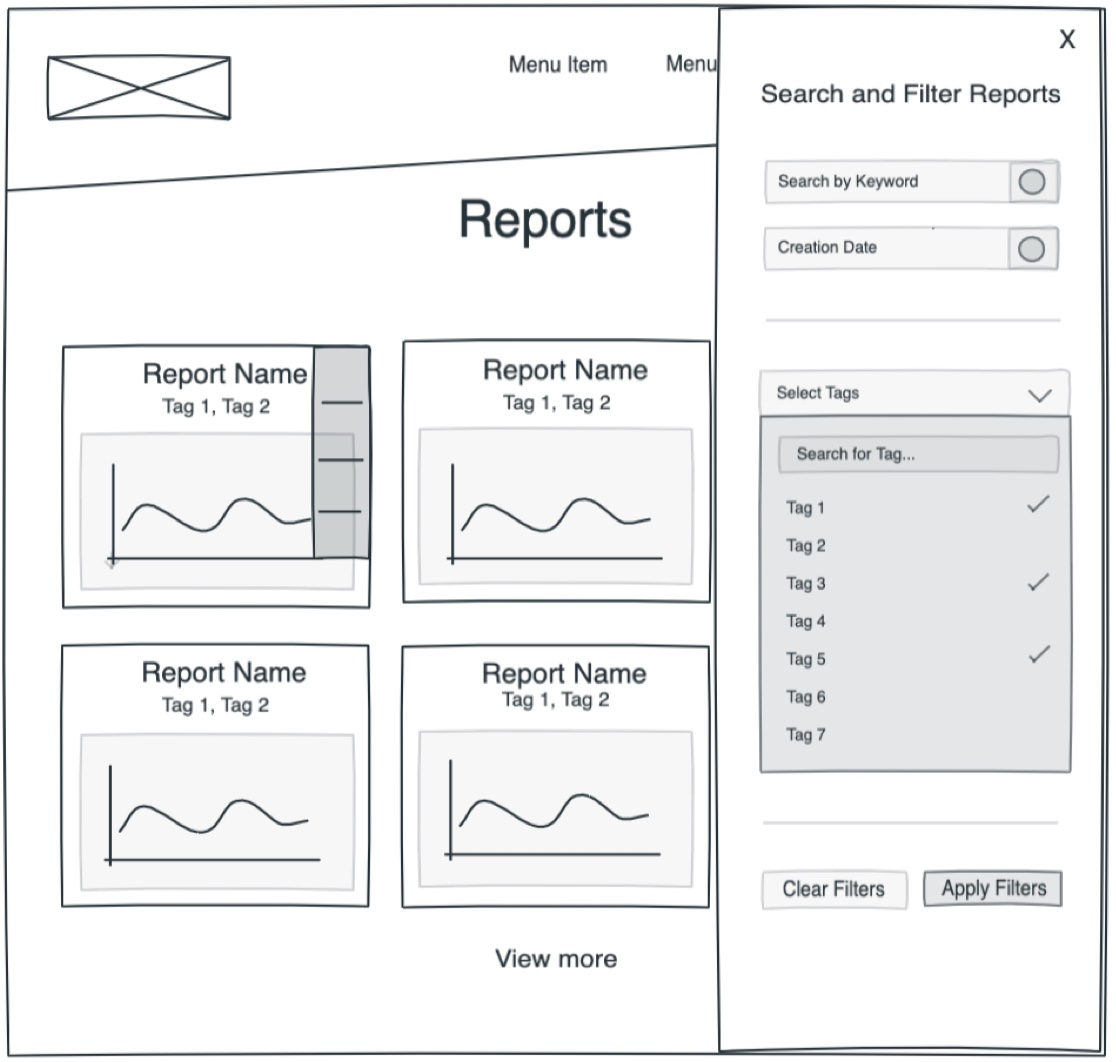 Menu Item
Menu
X
Search and Filter Reports
Search by Keyword
Creation Date
Reports
Report Name
Tag 1, Tag 2
Report Name
Tag 1, Tag 2
Report Name
Tag 1, Tag 2
Report Name
Tag 1, Tag 2
View more
Select Tags
Search for Tag...
Tag 1
Tag 2
Tag 3
Tag 4
Tag 5
Tag 6
Tag 7
Clear Filters
Apply Filters